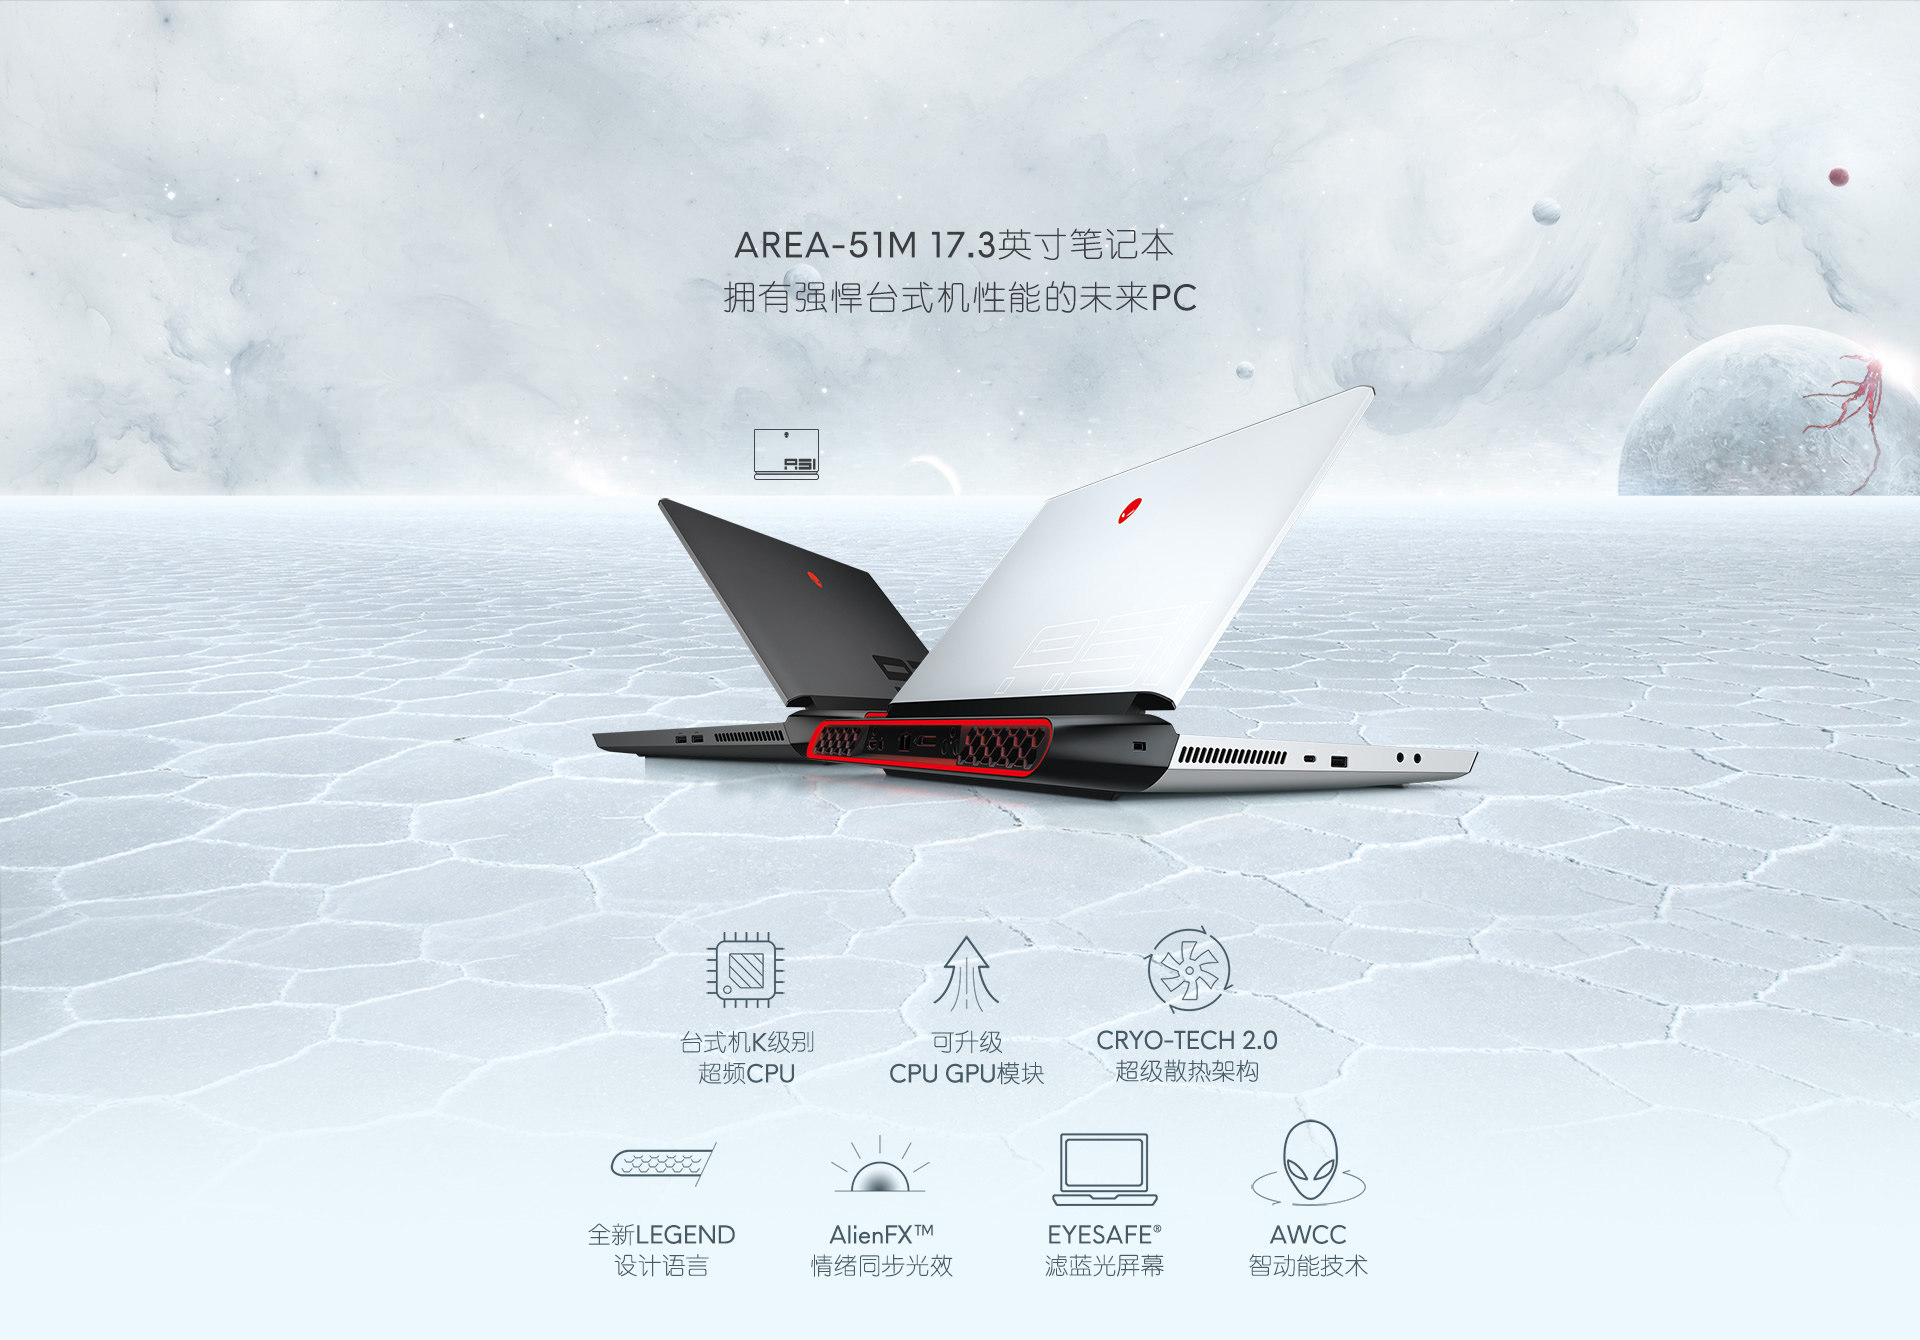 AREA-51M 17.3英寸笔记本
拥有强悍台式机性能的未来PC
A51
A51
台式机K级别
超频CPU
可升级
CPU GPU模块
CRYO-TECH 2.0
超级散热架构
全新LEGEND
设计语言
AlienFX™
情绪同步光效
EYESAFE®
滤蓝光屏幕
AWCC
智动能技术